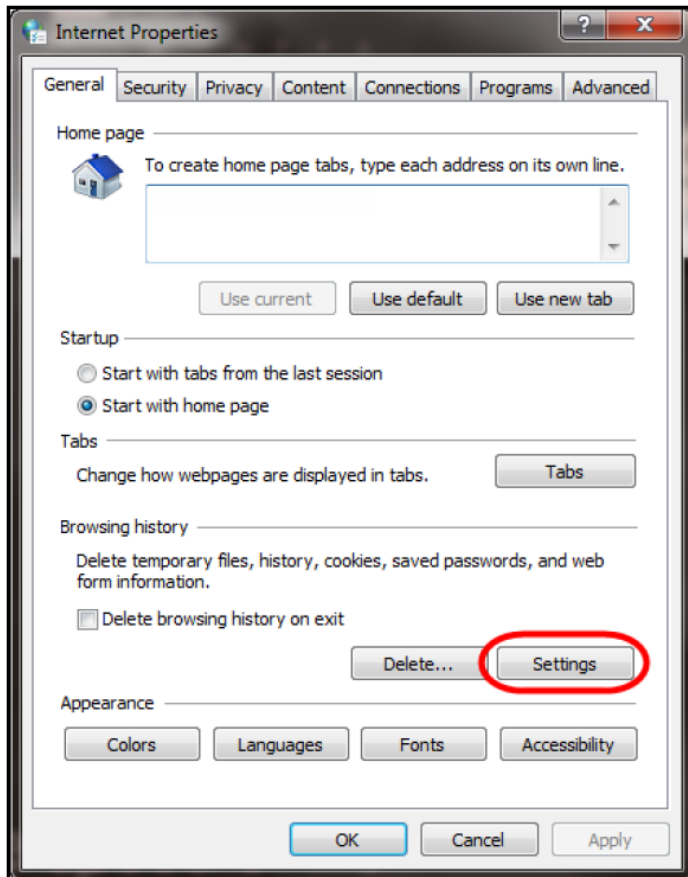 Internet Properties
General Security Privacy Content Connections Programs Advanced
Home page
To create home page tabs, type each address on its own line.
Use current Use default Use new tab
Startup
Start with tabs from the last session
Start with home page
Tabs
Change how webpages are displayed in tabs. Tabs
Browsing history
Delete temporary files, history, cookies, saved passwords, and web
form information.
Delete browsing history on exit
Delete... Settings
Appearance
Colors Languages Fonts Accessibility
OK Cancel Apply